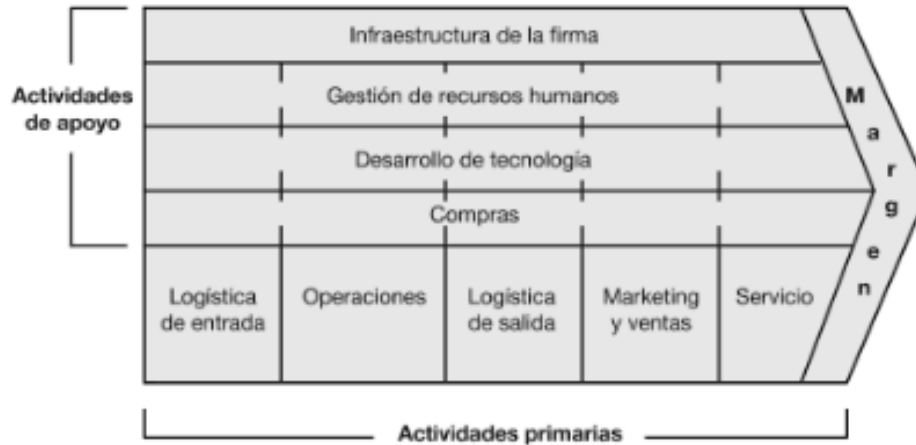 Infraestructura de la firma
Actividades
de apoyo
Gestión de recursos humanos
Desarrollo de tecnología
Compras
Logística
de entrada
Operaciones
Logística
de salida
Marketing
y ventas
Servicio
Margen
Actividades primarias